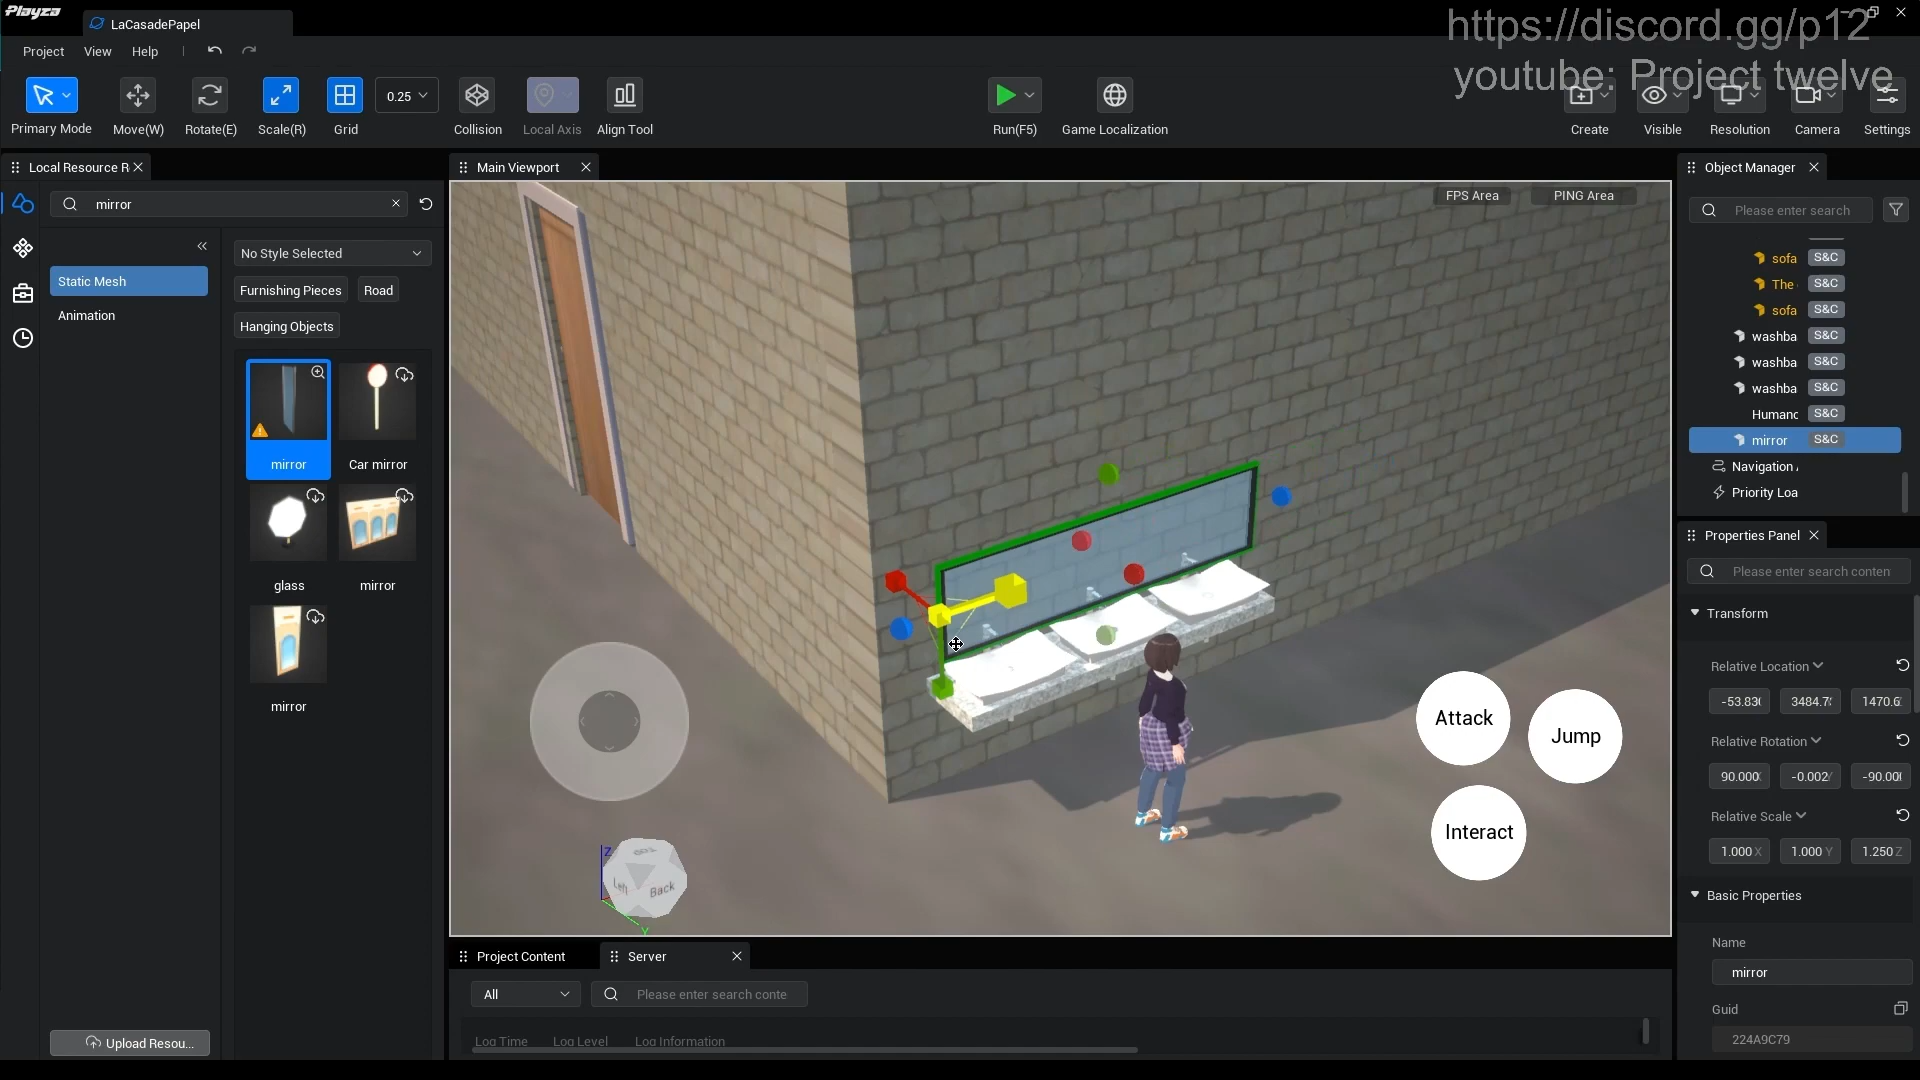 Playza
LaCasadePapel
https://discord.gg/p12
youtube: Project twelve
Project View Help
0.25
Primary Mode Move(W) Rotate(E) Scale(R) Grid Collision Local Axis Align Tool Run(F5) Game Localization Create Visible Resolution Camera Settings
Local Resource R
Main Viewport
Object Manager
mirror
FPS Area PING Area
Please enter search
No Style Selected
Static Mesh
Furnishing Pieces Road
Animation
Hanging Objects
mirror Car mirror
glass mirror
mirror
Upload Resou...
sofa S&C
The S&C
sofa S&C
washba S&C
washba S&C
washba S&C
Humanc S&C
mirror S&C
Navigation
Priority Loa
Attack
Jump
Interact
Z
Left Back
Y
Properties Panel
Please enter search conten
Transform
Relative Location
-53.83 3484.7 1470.6
Relative Rotation
90.000 -0.002 -90.00
Relative Scale
1.000 X 1.000 Y 1.250 Z
Basic Properties
Name
mirror
Guid
224A9C79
Project Content Server
All Please enter search conte
Log Time Log Level Log Information